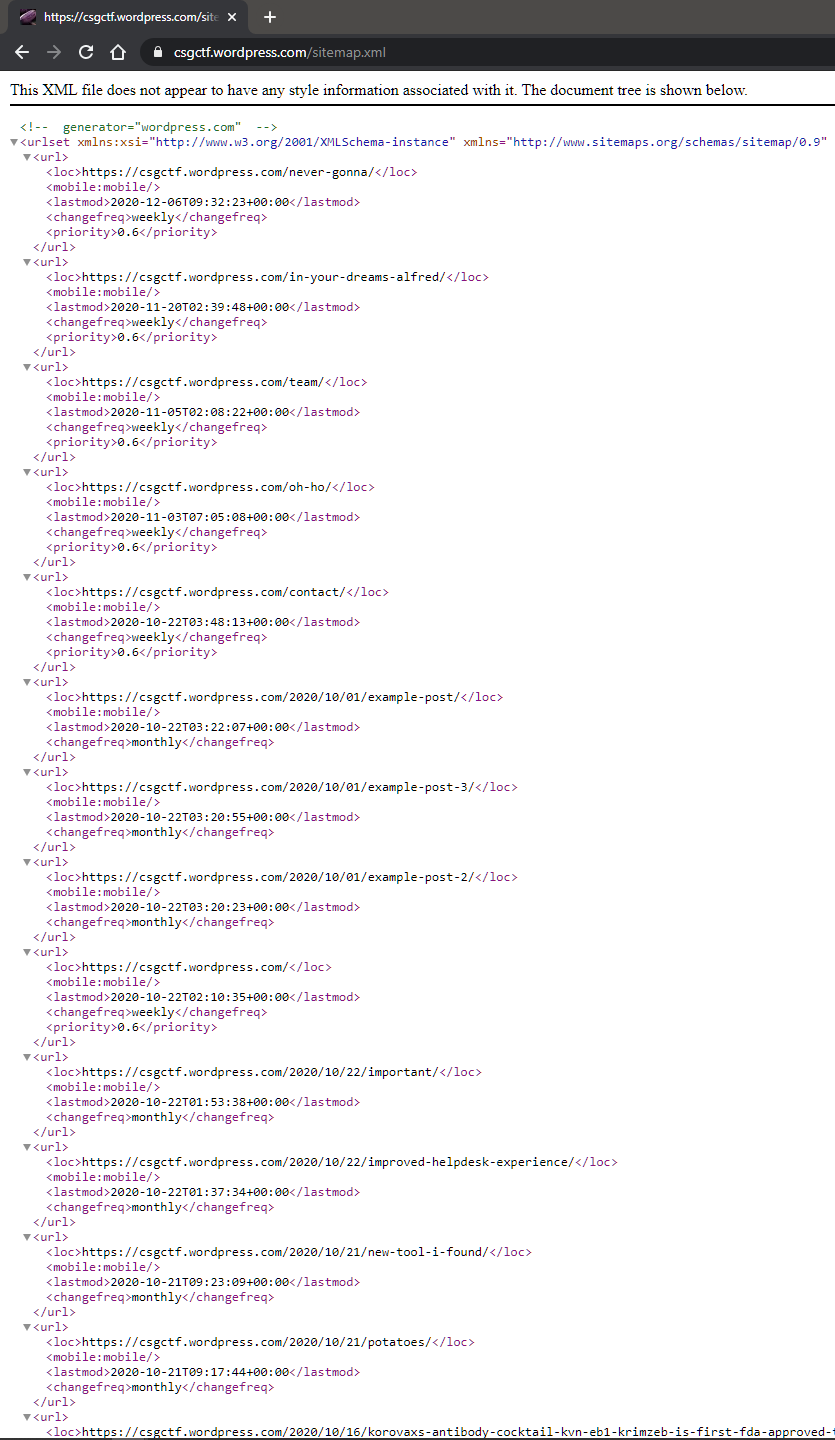 https://csgctf.wordpress.com/site
csgctf.wordpress.com/sitemap.xml
This XML file does not appear to have any style information associated with it. The document tree is shown below.
<!-- generator="wordpress.com" -->
▼<urlset xmlns:xsi="http://www.w3.org/2001/XMLSchema-instance" xmlns="http://www.sitemaps.org/schemas/sitemap/0.9"
▼<url>
<loc>https://csgctf.wordpress.com/never-gonna/</loc>
<mobile:mobile/>
<lastmod>2020-12-06T09:32:23+00:00</lastmod>
<changefreq>weekly</changefreq>
<priority>0.6</priority>
</url>
▼<url>
<loc>https://csgctf.wordpress.com/in-your-dreams-alfred/</loc>
<mobile:mobile/>
<lastmod>2020-11-20T02:39:48+00:00</lastmod>
<changefreq>weekly</changefreq>
<priority>0.6</priority>
</url>
▼<url>
<loc>https://csgctf.wordpress.com/team/</loc>
<mobile:mobile/>
<lastmod>2020-11-05T02:08:22+00:00</lastmod>
<changefreq>weekly</changefreq>
<priority>0.6</priority>
</url>
▼<url>
<loc>https://csgctf.wordpress.com/oh-ho/</loc>
<mobile:mobile/>
<lastmod>2020-11-03T07:05:08+00:00</lastmod>
<changefreq>weekly</changefreq>
<priority>0.6</priority>
</url>
▼<url>
<loc>https://csgctf.wordpress.com/contact/</loc>
<mobile:mobile/>
<lastmod>2020-10-22T03:48:13+00:00</lastmod>
<changefreq>weekly</changefreq>
<priority>0.6</priority>
</url>
▼<url>
<loc>https://csgctf.wordpress.com/2020/10/01/example-post/</loc>
<mobile:mobile/>
<lastmod>2020-10-22T03:22:07+00:00</lastmod>
<changefreq>monthly</changefreq>
</url>
▼<url>
<loc>https://csgctf.wordpress.com/2020/10/01/example-post-3/</loc>
<mobile:mobile/>
<lastmod>2020-10-22T03:20:55+00:00</lastmod>
<changefreq>monthly</changefreq>
</url>
▼<url>
<loc>https://csgctf.wordpress.com/2020/10/01/example-post-2/</loc>
<mobile:mobile/>
<lastmod>2020-10-22T03:20:23+00:00</lastmod>
<changefreq>monthly</changefreq>
</url>
▼<url>
<loc>https://csgctf.wordpress.com/</loc>
<mobile:mobile/>
<lastmod>2020-10-22T02:10:35+00:00</lastmod>
<changefreq>weekly</changefreq>
<priority>0.6</priority>
</url>
▼<url>
<loc>https://csgctf.wordpress.com/2020/10/22/important/</loc>
<mobile:mobile/>
<lastmod>2020-10-22T01:53:38+00:00</lastmod>
<changefreq>monthly</changefreq>
</url>
▼<url>
<loc>https://csgctf.wordpress.com/2020/10/22/improved-helpdesk-experience/</loc>
<mobile:mobile/>
<lastmod>2020-10-22T01:37:34+00:00</lastmod>
<changefreq>monthly</changefreq>
</url>
▼<url>
<loc>https://csgctf.wordpress.com/2020/10/21/new-tool-i-found/</loc>
<mobile:mobile/>
<lastmod>2020-10-21T09:23:09+00:00</lastmod>
<changefreq>monthly</changefreq>
</url>
▼<url>
<loc>https://csgctf.wordpress.com/2020/10/21/potatoes/</loc>
<mobile:mobile/>
<lastmod>2020-10-21T09:17:44+00:00</lastmod>
<changefreq>monthly</changefreq>
</url>
▼<url>
<loc>https://csgctf.wordpress.com/2020/10/16/korovaxs-antibody-cocktail-kvn-eb1-krimzeb-is-first-fda-approved-